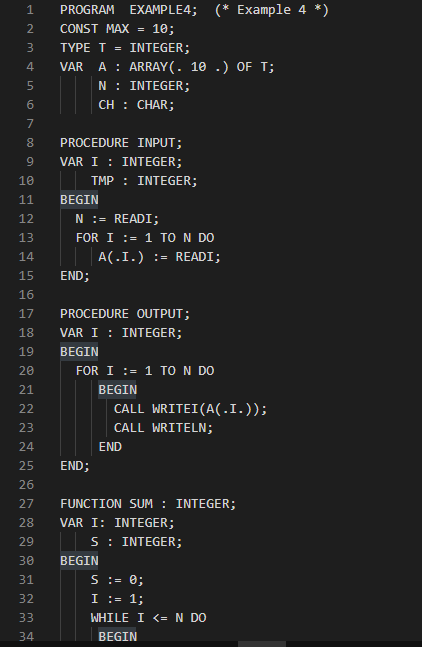 1 PROGRAM  EXAMPLE4;  (* Example 4 *)
2 CONST MAX = 10;
3 TYPE T = INTEGER;
4 VAR  A : ARRAY(. 10 .) OF T;
5      N : INTEGER;
6      CH : CHAR;
7
8 PROCEDURE INPUT;
9 VAR I : INTEGER;
10     TMP : INTEGER;
11 BEGIN
12   N := READI;
13   FOR I := 1 TO N DO
14      A(.I.) := READI;
15 END;
16
17 PROCEDURE OUTPUT;
18 VAR I : INTEGER;
19 BEGIN
20   FOR I := 1 TO N DO
21      BEGIN
22        CALL WRITEI(A(.I.));
23        CALL WRITELN;
24      END
25 END;
26
27 FUNCTION SUM : INTEGER;
28 VAR I: INTEGER;
29     S : INTEGER;
30 BEGIN
31     S := 0;
32     I := 1;
33     WHILE I <= N DO
34      BEGIN